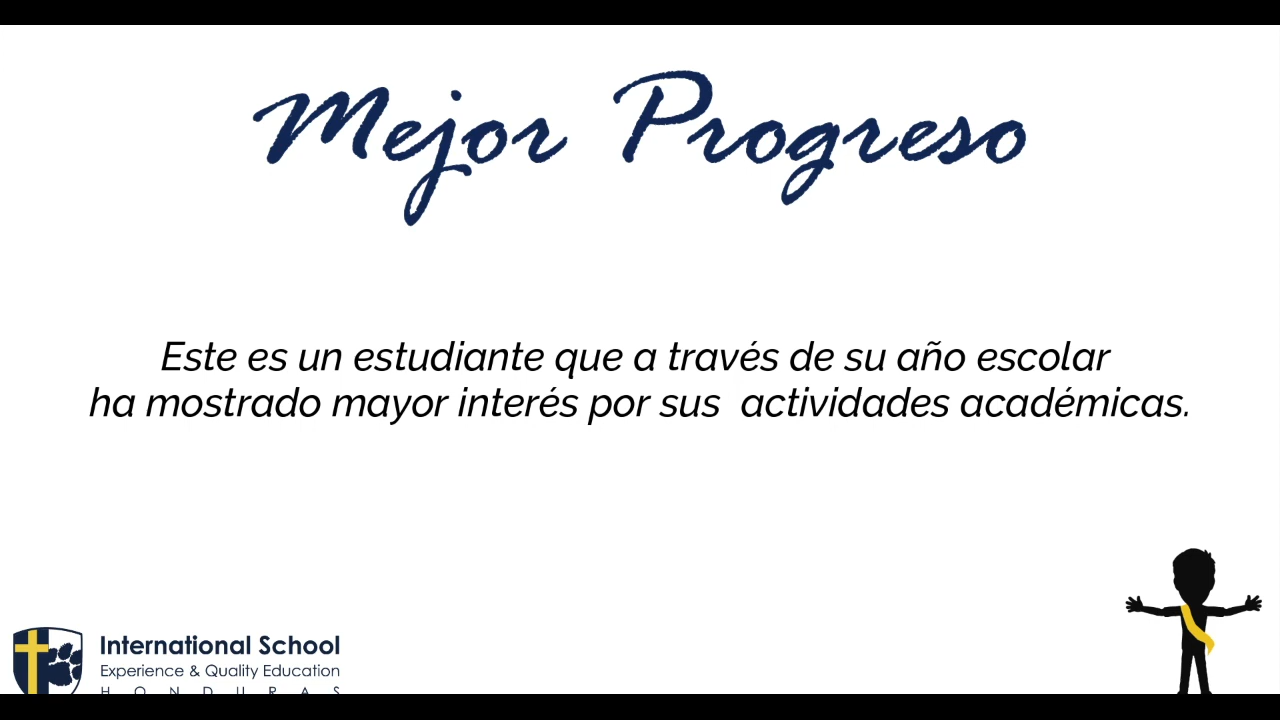 Mejor Progreso
Este es un estudiante que a través de su año escolar
ha mostrado mayor interés por sus actividades académicas.
International School
Experience & Quality Education
HONDURAS